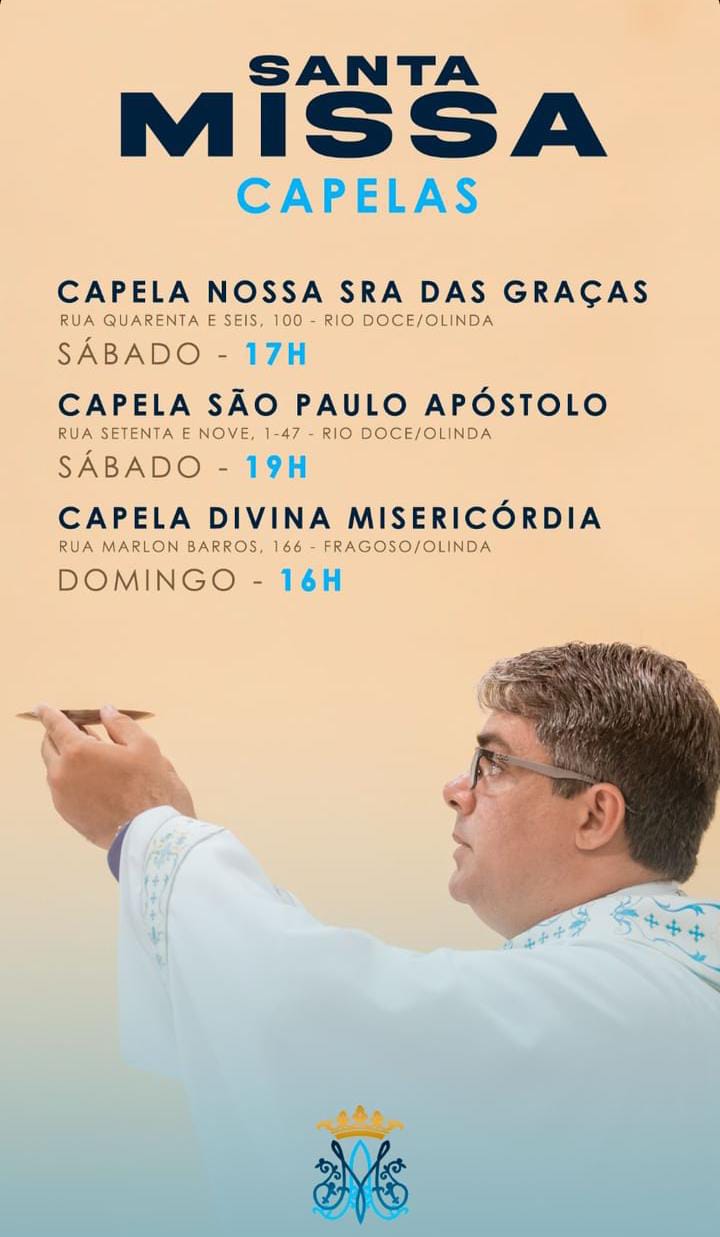 SANTA
MISSA
CAPELAS
CAPELA NOSSA SRA DAS GRAÇAS
RUA QUARENTA E SEIS, 100 - RIO DOCE/OLINDA
SÁBADO - 17H
CAPELA SÃO PAULO APÓSTOLO
RUA SETENTA E NOVE, 1-47 - RIO DOCE/OLINDA
SÁBADO - 19H
CAPELA DIVINA MISERICÓRDIA
RUA MARLON BARROS, 166 - FRAGOSO/OLINDA
DOMINGO - 16H